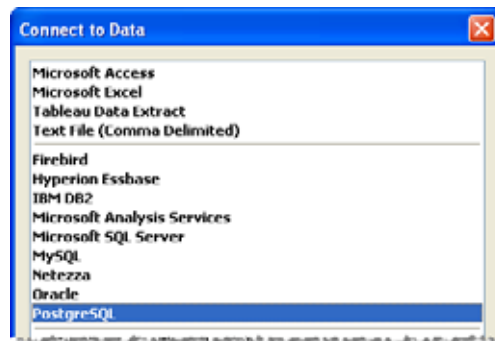 Connect to Data
Microsoft Access
Microsoft Excel
Tableau Data Extract
Text File (Comma Delimited)
Firebird
Hyperion Essbase
IBM DB2
Microsoft Analysis Services
Microsoft SQL Server
MySQL
Netezza
Oracle
PostgreSQL